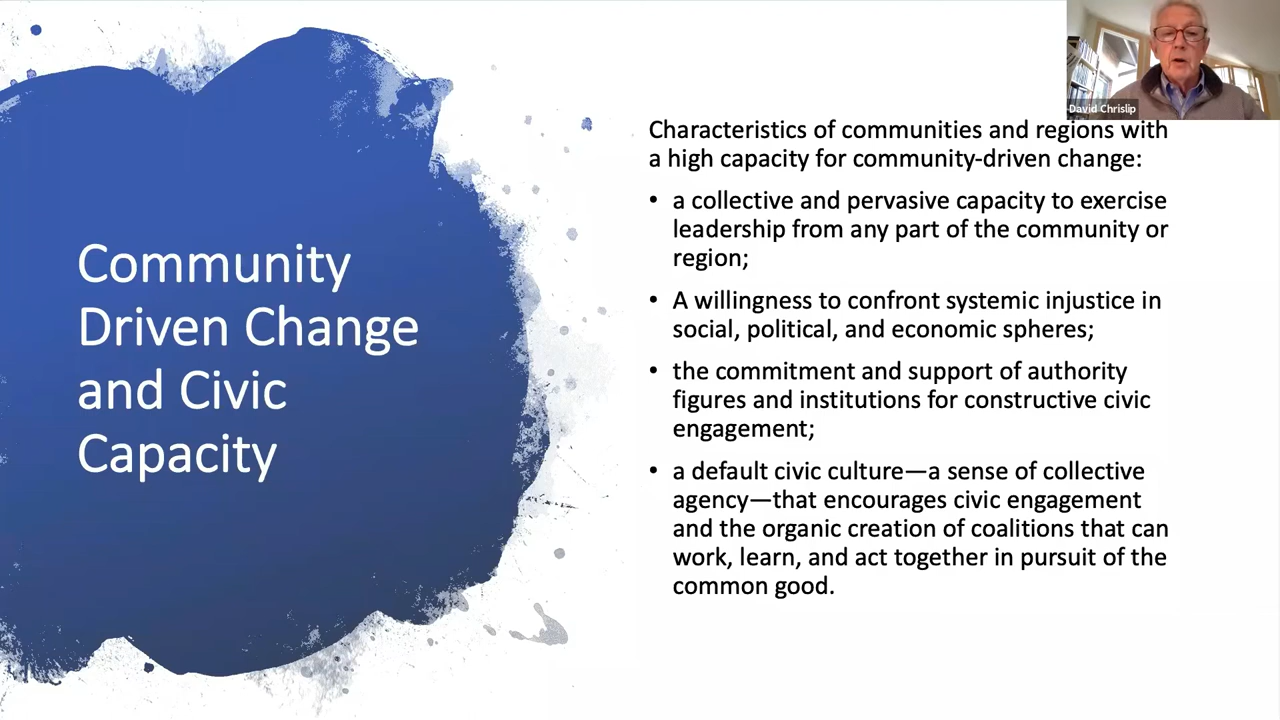 David Chrislip
Community
Driven Change
and Civic
Capacity
Characteristics of communities and regions with
a high capacity for community-driven change:
• a collective and pervasive capacity to exercise
leadership from any part of the community or
region;
• A willingness to confront systemic injustice in
social, political, and economic spheres;
• the commitment and support of authority
figures and institutions for constructive civic
engagement;
• a default civic culture—a sense of collective
agency—that encourages civic engagement
and the organic creation of coalitions that can
work, learn, and act together in pursuit of the
common good.